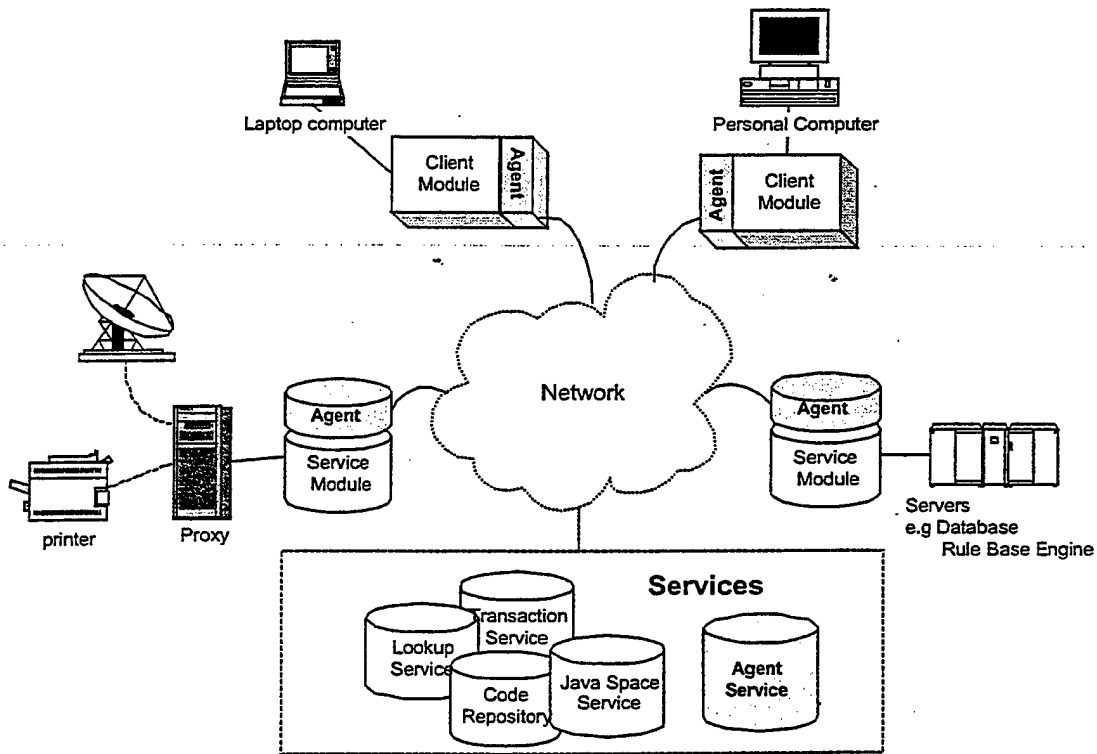 Laptop computer
Personal Computer
Client
Module
Agent
Agent
Client
Module
Network
Agent
Service
Module
Agent
Service
Module
printer
Proxy
Servers
e.g Database
Rule Base Engine
Services
Transaction
Service
Lookup
Service
Code
Repository
Java Space
Service
Agent
Service